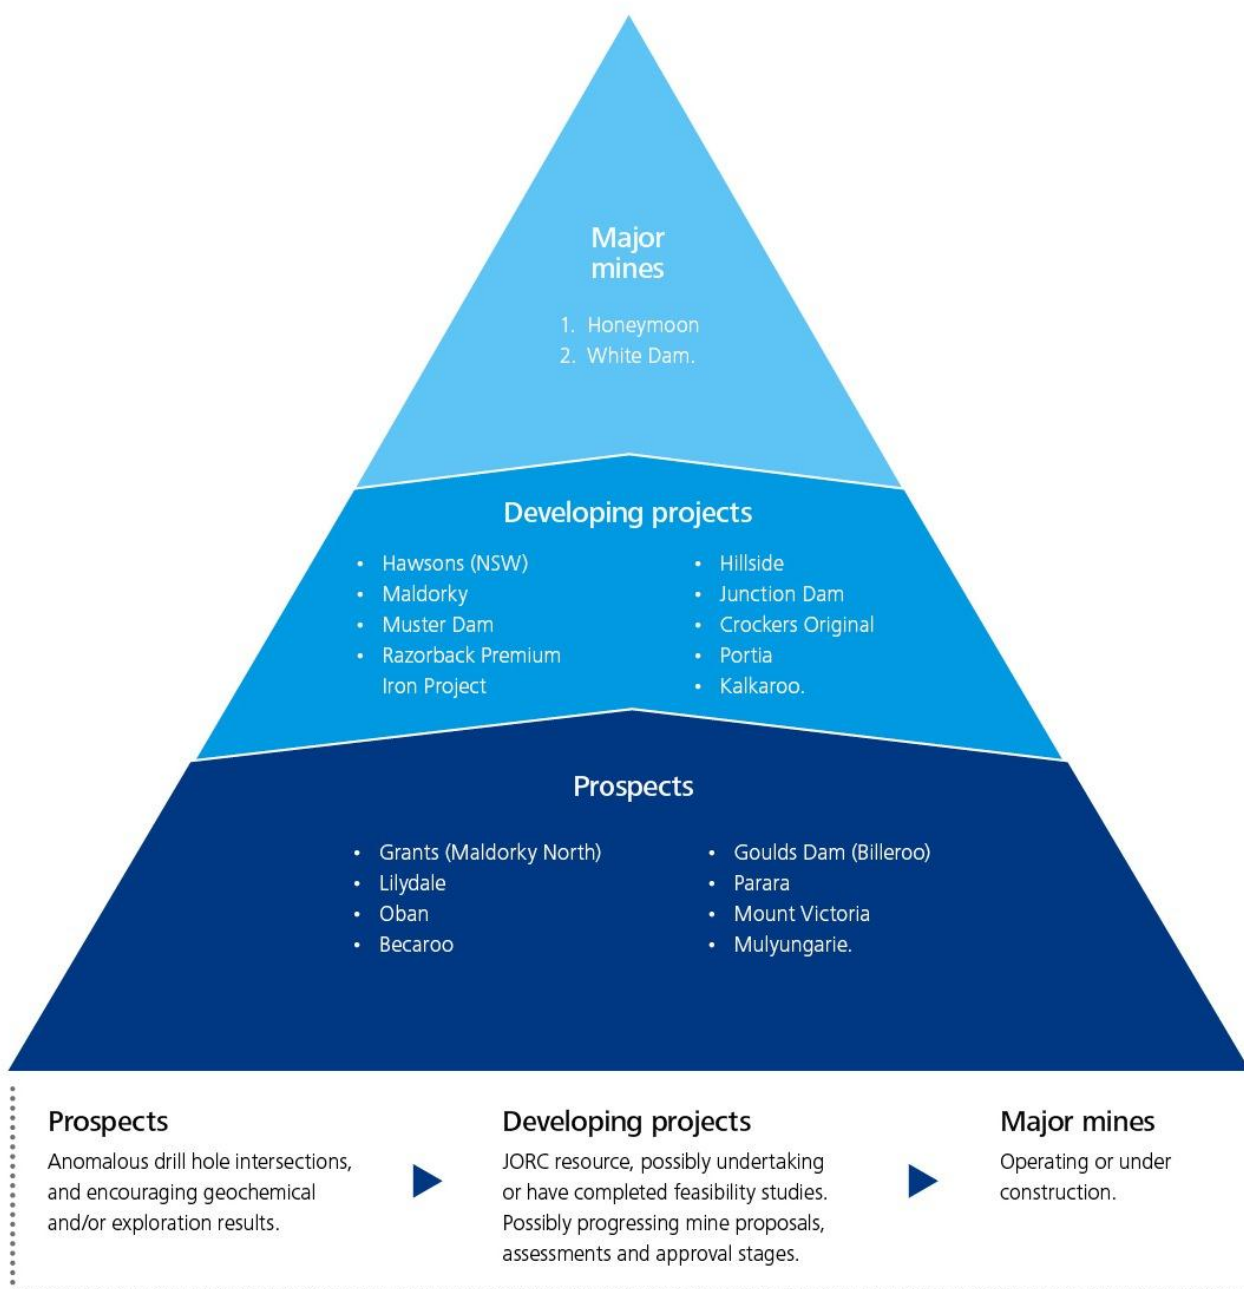 Major
mines
1. Honeymoon
2. White Dam.
Developing projects
• Hawsons (NSW)
• Maldorky
• Muster Dam
• Razorback Premium
Iron Project
• Hillside
• Junction Dam
• Crockers Original
• Portia
• Kalkaroo.
Prospects
• Grants (Maldorky North)
• Lilydale
• Oban
• Becaroo
• Goulds Dam (Billeroo)
• Parara
• Mount Victoria
• Mulyungarie.
Prospects
Anomalous drill hole intersections,
and encouraging geochemical
and/or exploration results.
Developing projects
JORC resource, possibly undertaking
or have completed feasibility studies.
Possibly progressing mine proposals,
assessments and approval stages.
Major mines
Operating or under
construction.